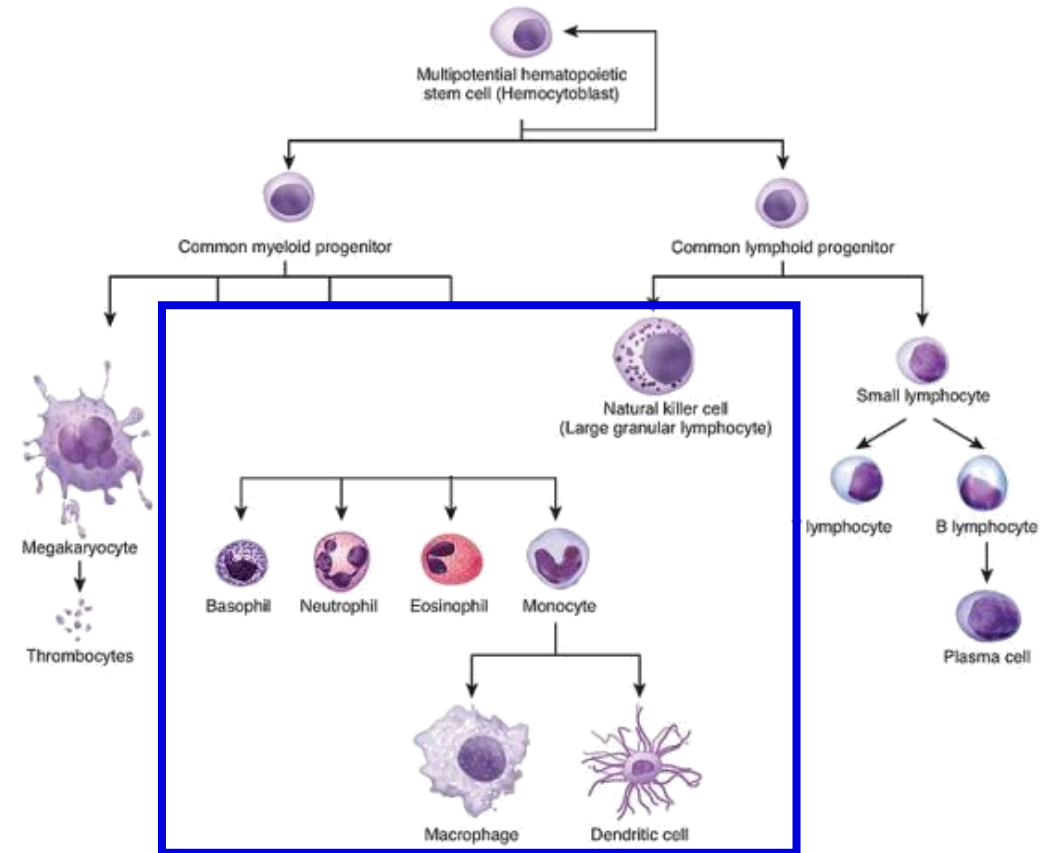 Multipotential hematopoietic
stem cell (Hemocytoblast)
Common myeloid progenitor
Common lymphoid progenitor
Natural killer cell
(Large granular lymphocyte)
Small lymphocyte
Megakaryocyte
lymphocyte
B lymphocyte
Basophil
Neutrophil
Eosinophil
Monocyte
Thrombocytes
Plasma cell
Macrophage
Dendritic cell